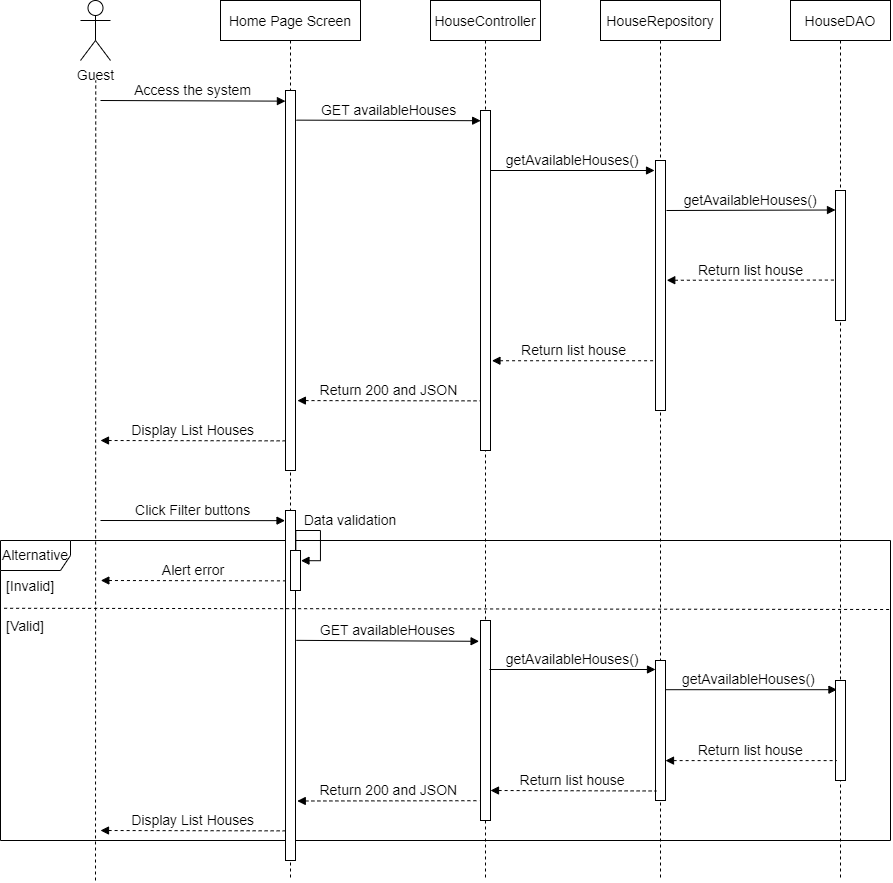 Home Page Screen
HouseController
HouseRepository
HouseDAO
Guest
Access the system
GET availableHouses
getAvailableHouses()
getAvailableHouses()
Return list house
Return list house
Return 200 and JSON
Display List Houses
Click Filter buttons
Data validation
Alternative
Alert error
[Invalid]
[Valid]
GET availableHouses
getAvailableHouses()
getAvailableHouses()
Return list house
Return list house
Return 200 and JSON
Display List Houses